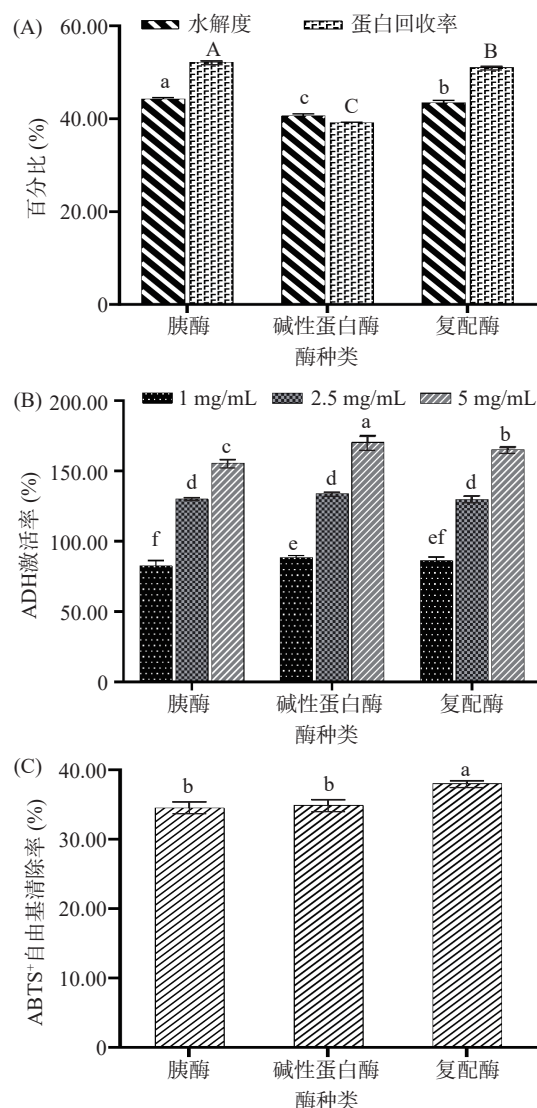 (A)
水解度 蛋白回收率
60.00
40.00
20.00
0
百分比 (%)
a A c C b B
胰酶 碱性蛋白酶 复配酶
酶种类
(B)
1 mg/mL 2.5 mg/mL 5 mg/mL
200.00
150.00
100.00
50.00
0
ADH激活率 (%)
f d c e d a ef d b
胰酶 碱性蛋白酶 复配酶
酶种类
(C)
40.00
30.00
20.00
10.00
0
ABTS⁺自由基清除率 (%)
b b a
胰酶 碱性蛋白酶 复配酶
酶种类